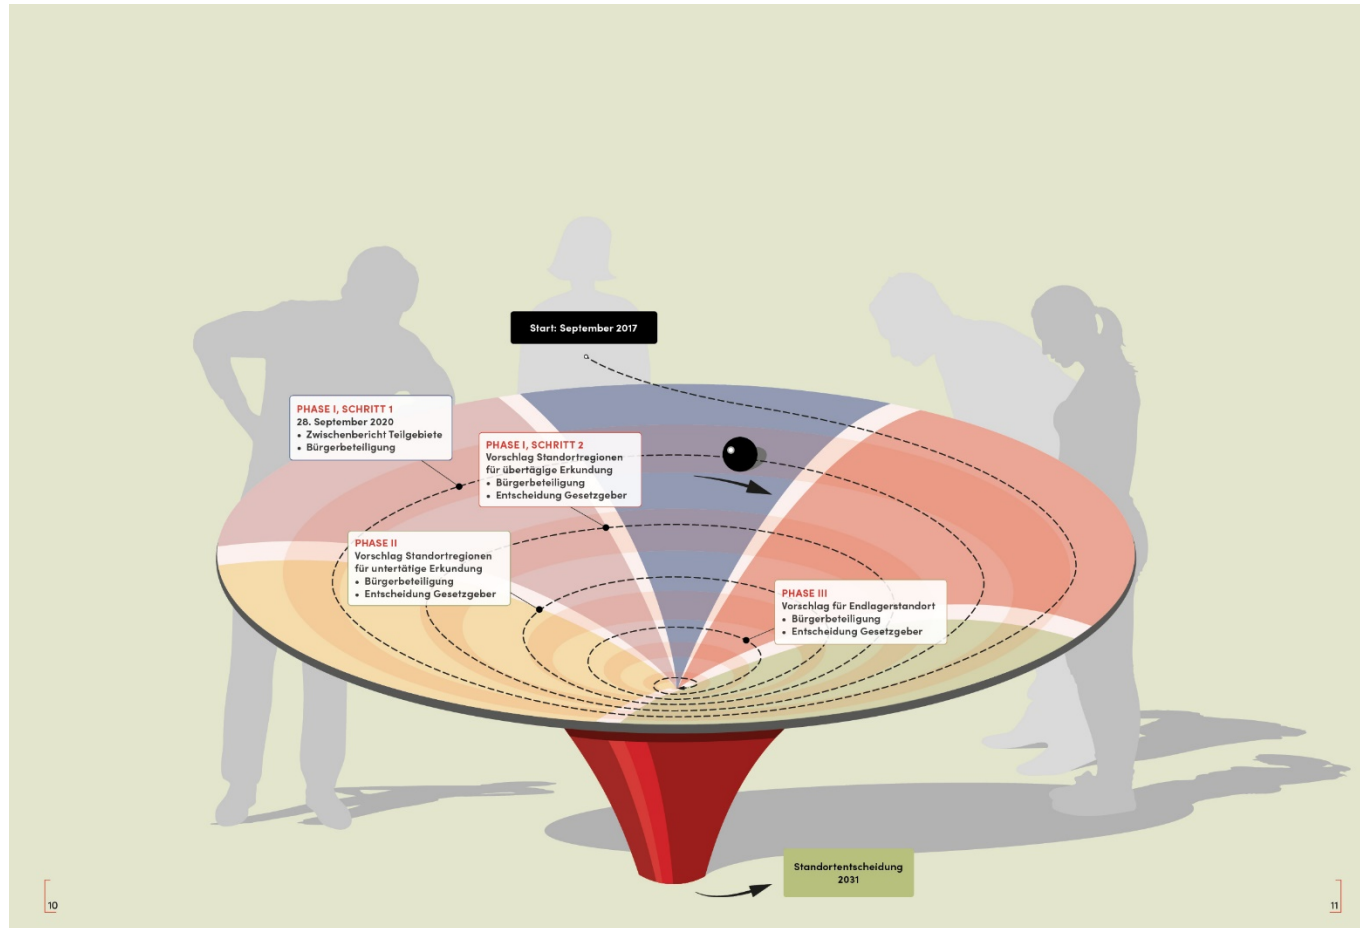 Start: September 2017
PHASE I, SCHRITT 1
28. September 2020
• Zwischenbericht Teilgebiete
• Bürgerbeteiligung
PHASE I, SCHRITT 2
Vorschlag Standortregionen
für übertägige Erkundung
• Bürgerbeteiligung
• Entscheidung Gesetzgeber
PHASE II
Vorschlag Standortregionen
für untertätige Erkundung
• Bürgerbeteiligung
• Entscheidung Gesetzgeber
PHASE III
Vorschlag für Endlagerstandort
• Bürgerbeteiligung
• Entscheidung Gesetzgeber
Standortentscheidung
2031
10
11